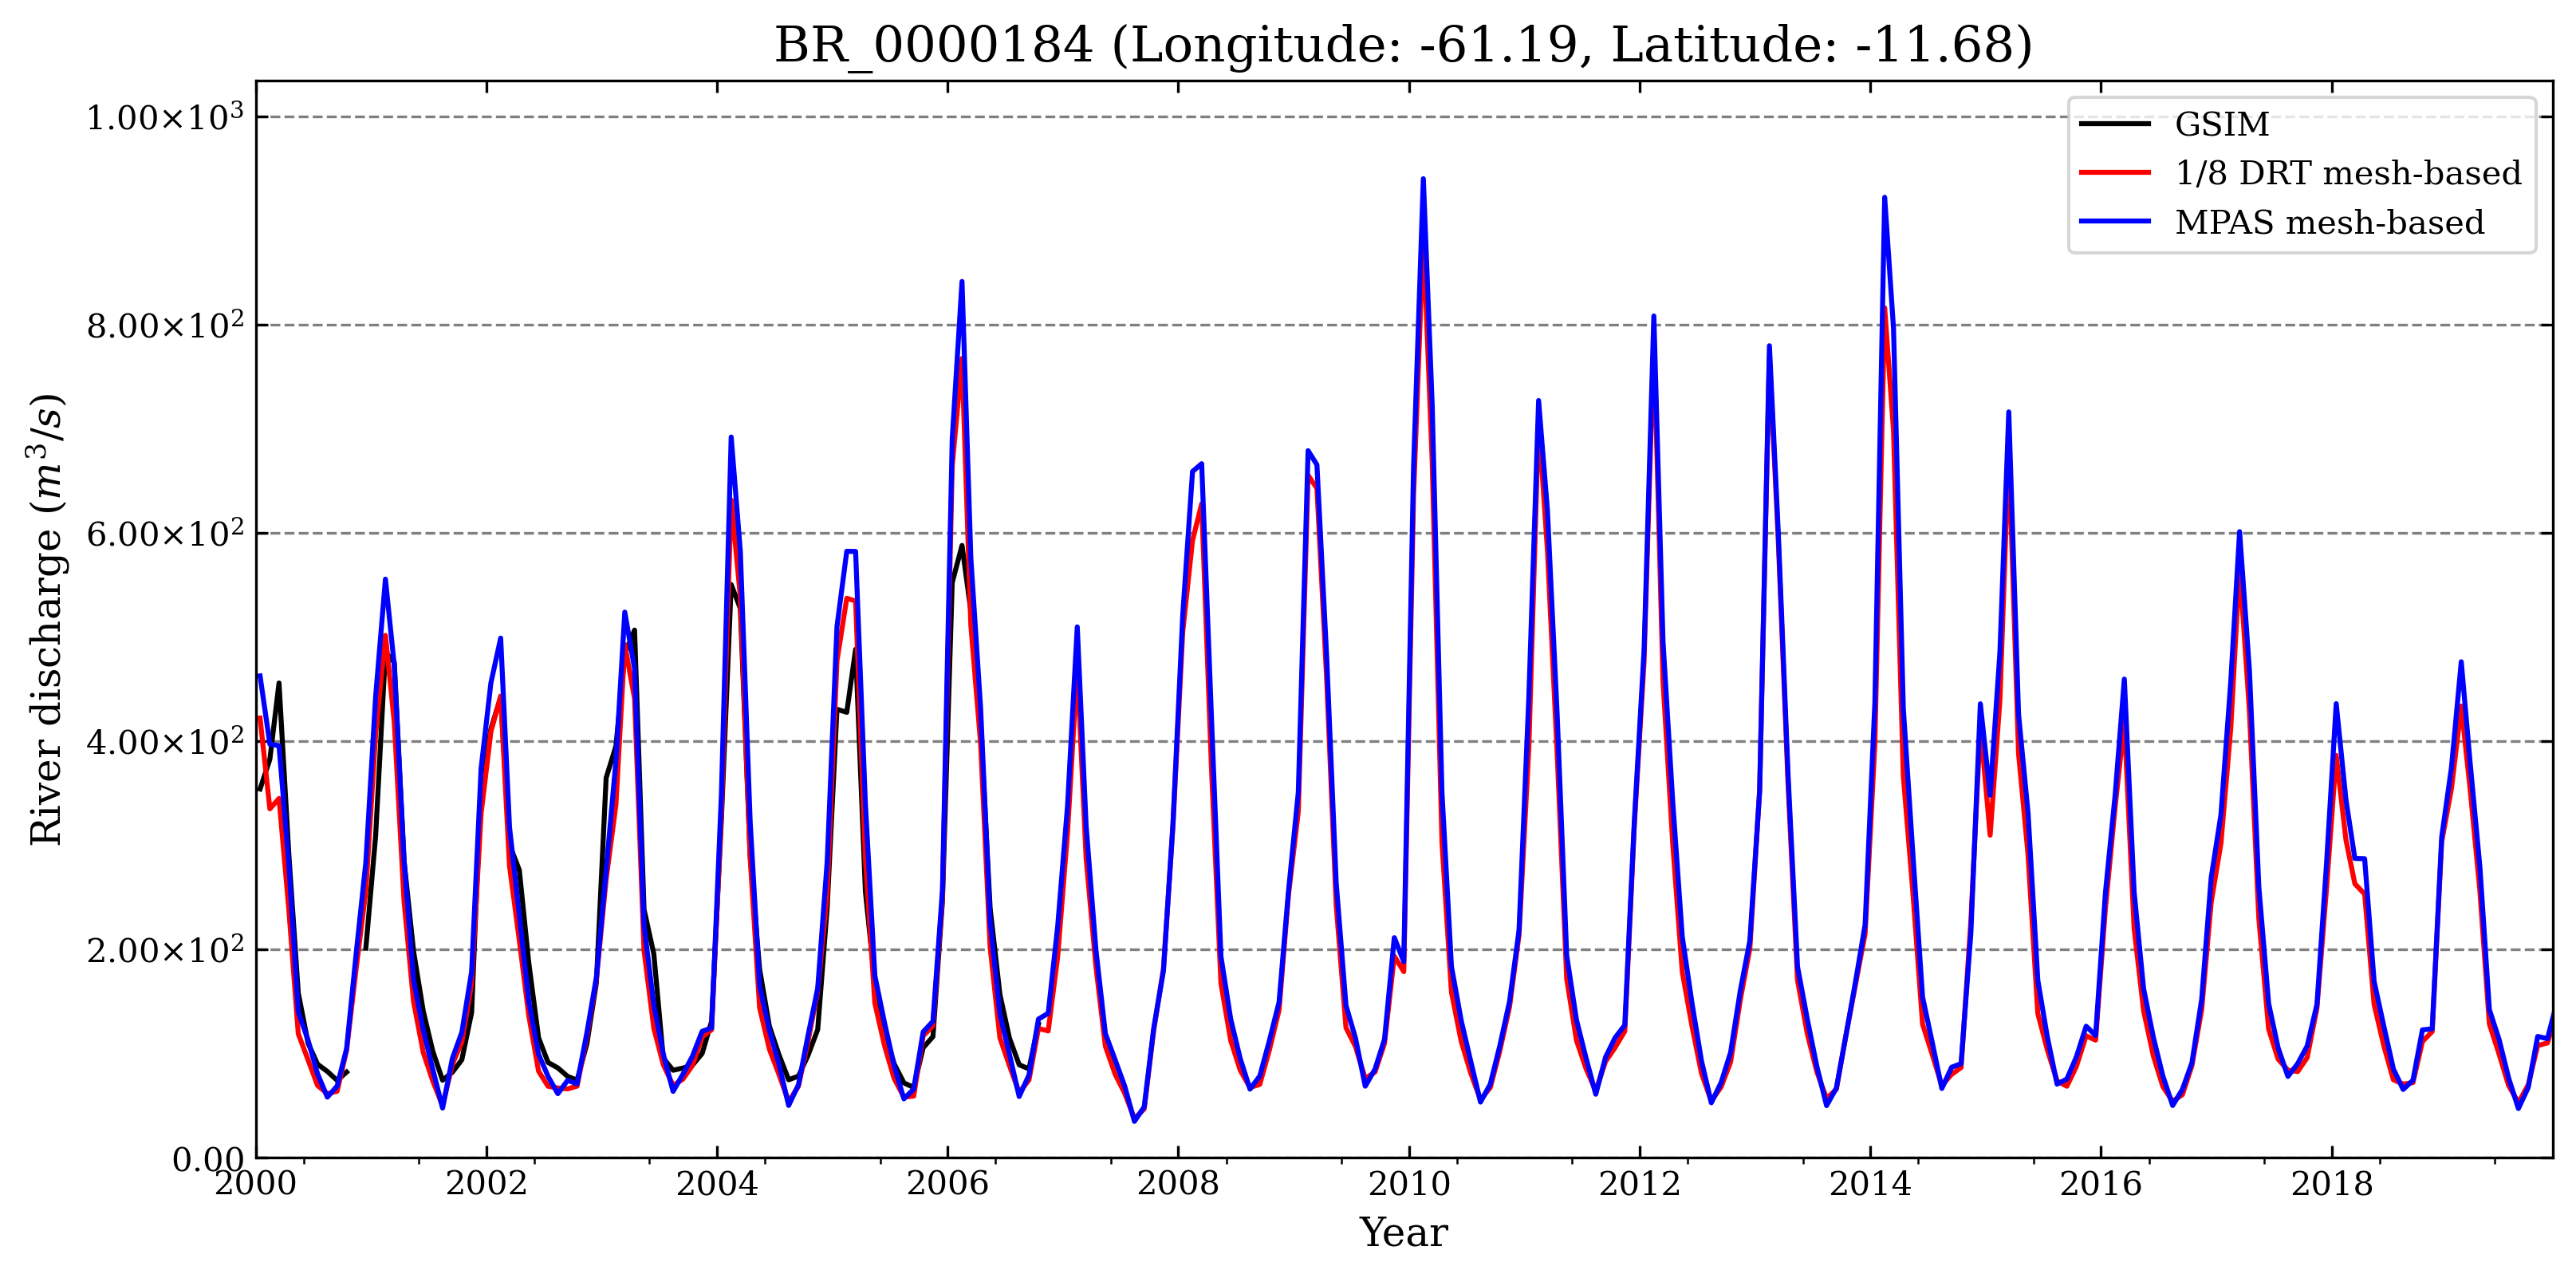 BR_0000184 (Longitude: -61.19, Latitude: -11.68)
1.00×10³
8.00×10²
6.00×10²
4.00×10²
2.00×10²
0.00
River discharge (m³/s)
GSIM
1/8 DRT mesh-based
MPAS mesh-based
2000 2002 2004 2006 2008 2010 2012 2014 2016 2018
Year